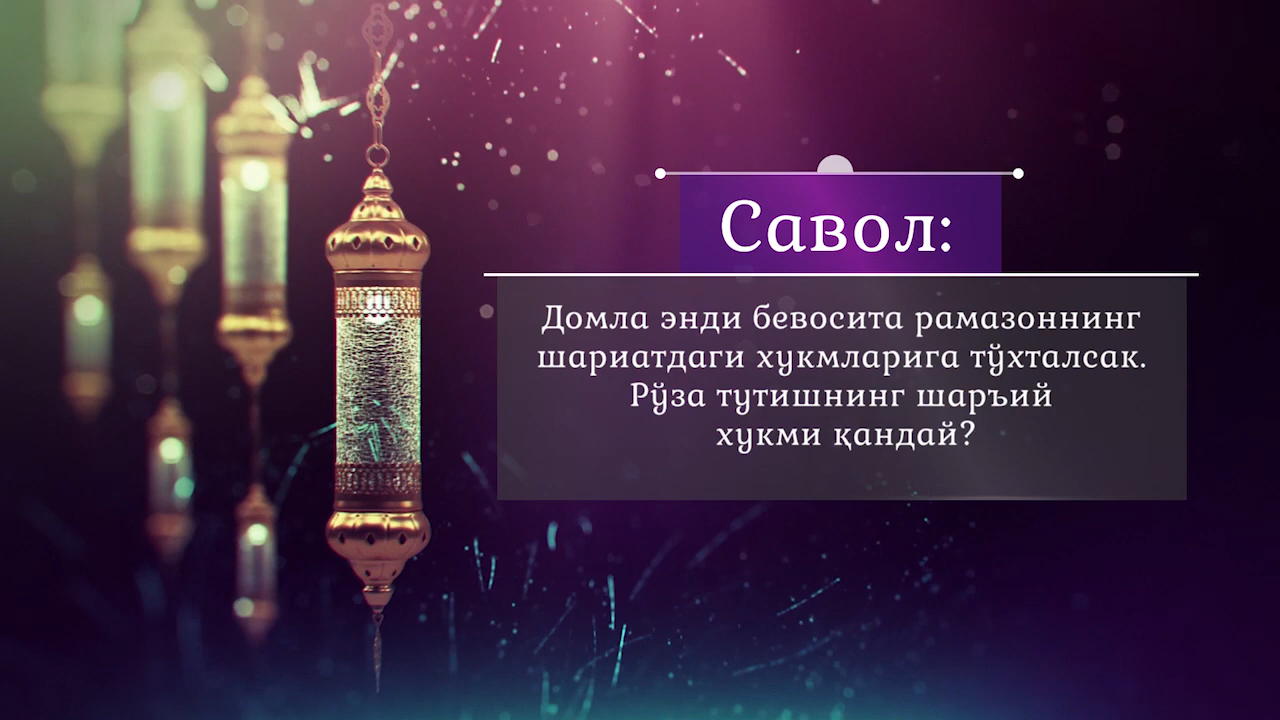 Савол:
Домла энди бевосита рамазоннинг
шариатдаги хукмларига тўхталсак.
Рўза тутишнинг шаръий
хукми қандай?